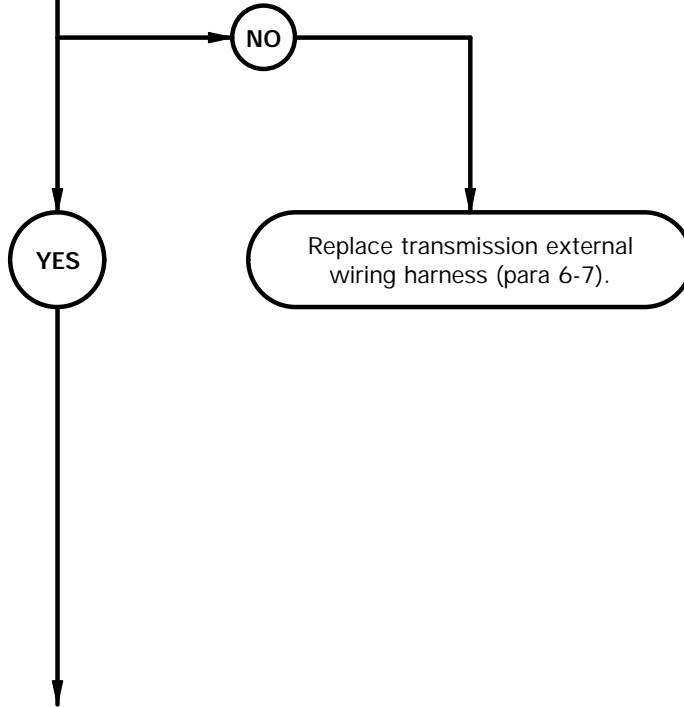 NO
YES
Replace transmission external
wiring harness (para 6-7).